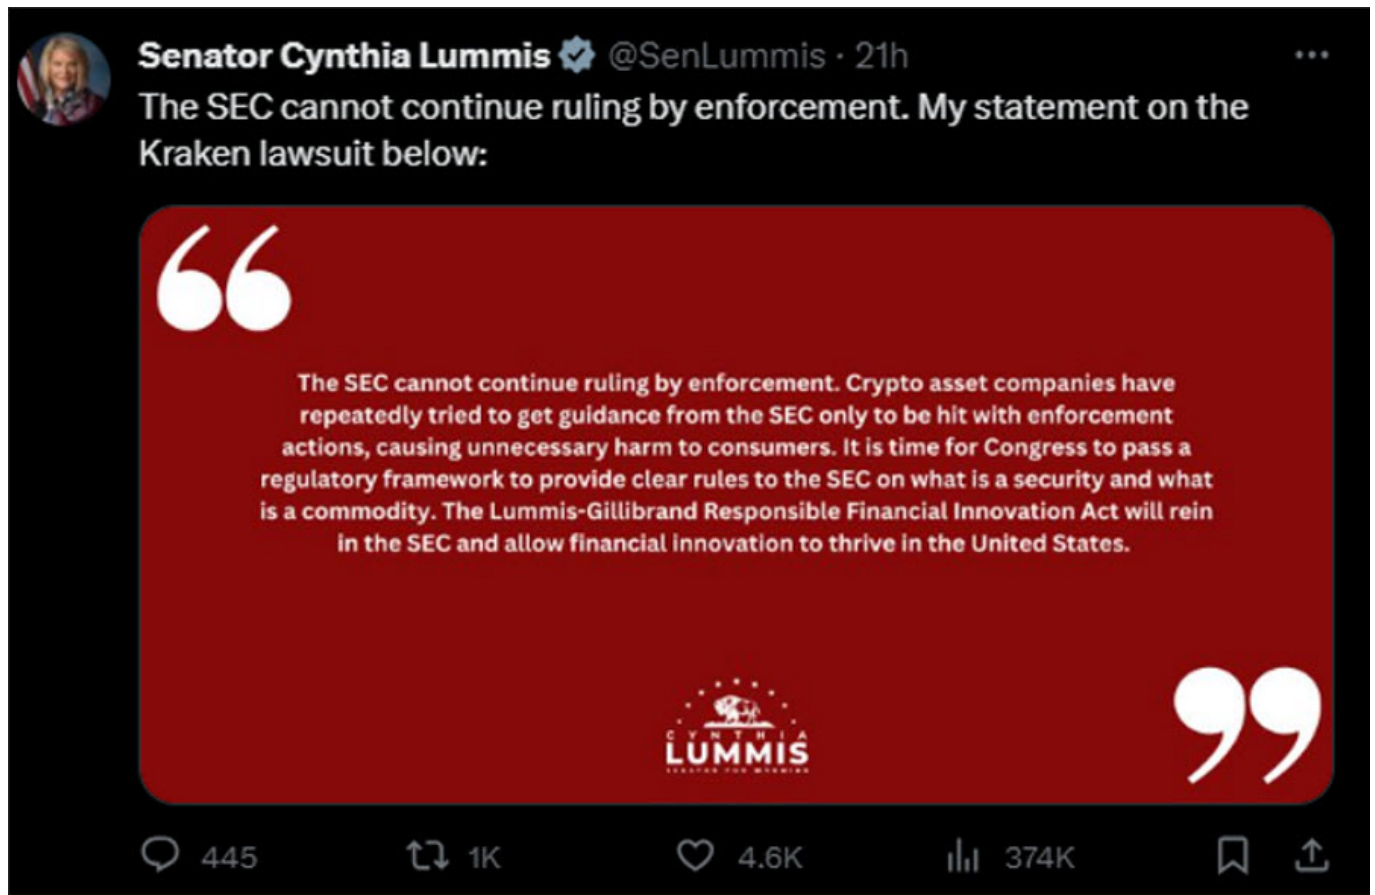 Senator Cynthia Lummis @SenLummis · 21h
The SEC cannot continue ruling by enforcement. My statement on the
Kraken lawsuit below:
The SEC cannot continue ruling by enforcement. Crypto asset companies have
repeatedly tried to get guidance from the SEC only to be hit with enforcement
actions, causing unnecessary harm to consumers. It is time for Congress to pass a
regulatory framework to provide clear rules to the SEC on what is a security and what
is a commodity. The Lummis-Gillibrand Responsible Financial Innovation Act will rein
in the SEC and allow financial innovation to thrive in the United States.
CYNTHIA
LUMMIS
SENATOR FOR WYOMING
445 1K 4.6K 374K